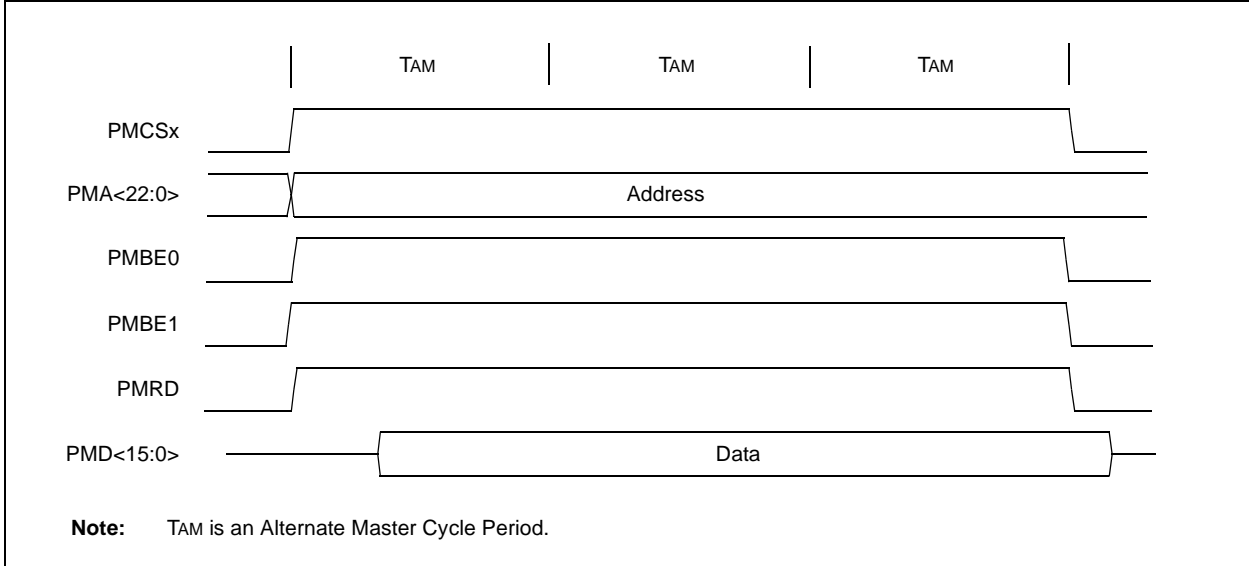 TAM TAM TAM
PMCSx
PMA<22:0> Address
PMBE0
PMBE1
PMRD
PMD<15:0> Data
Note: TAM is an Alternate Master Cycle Period.